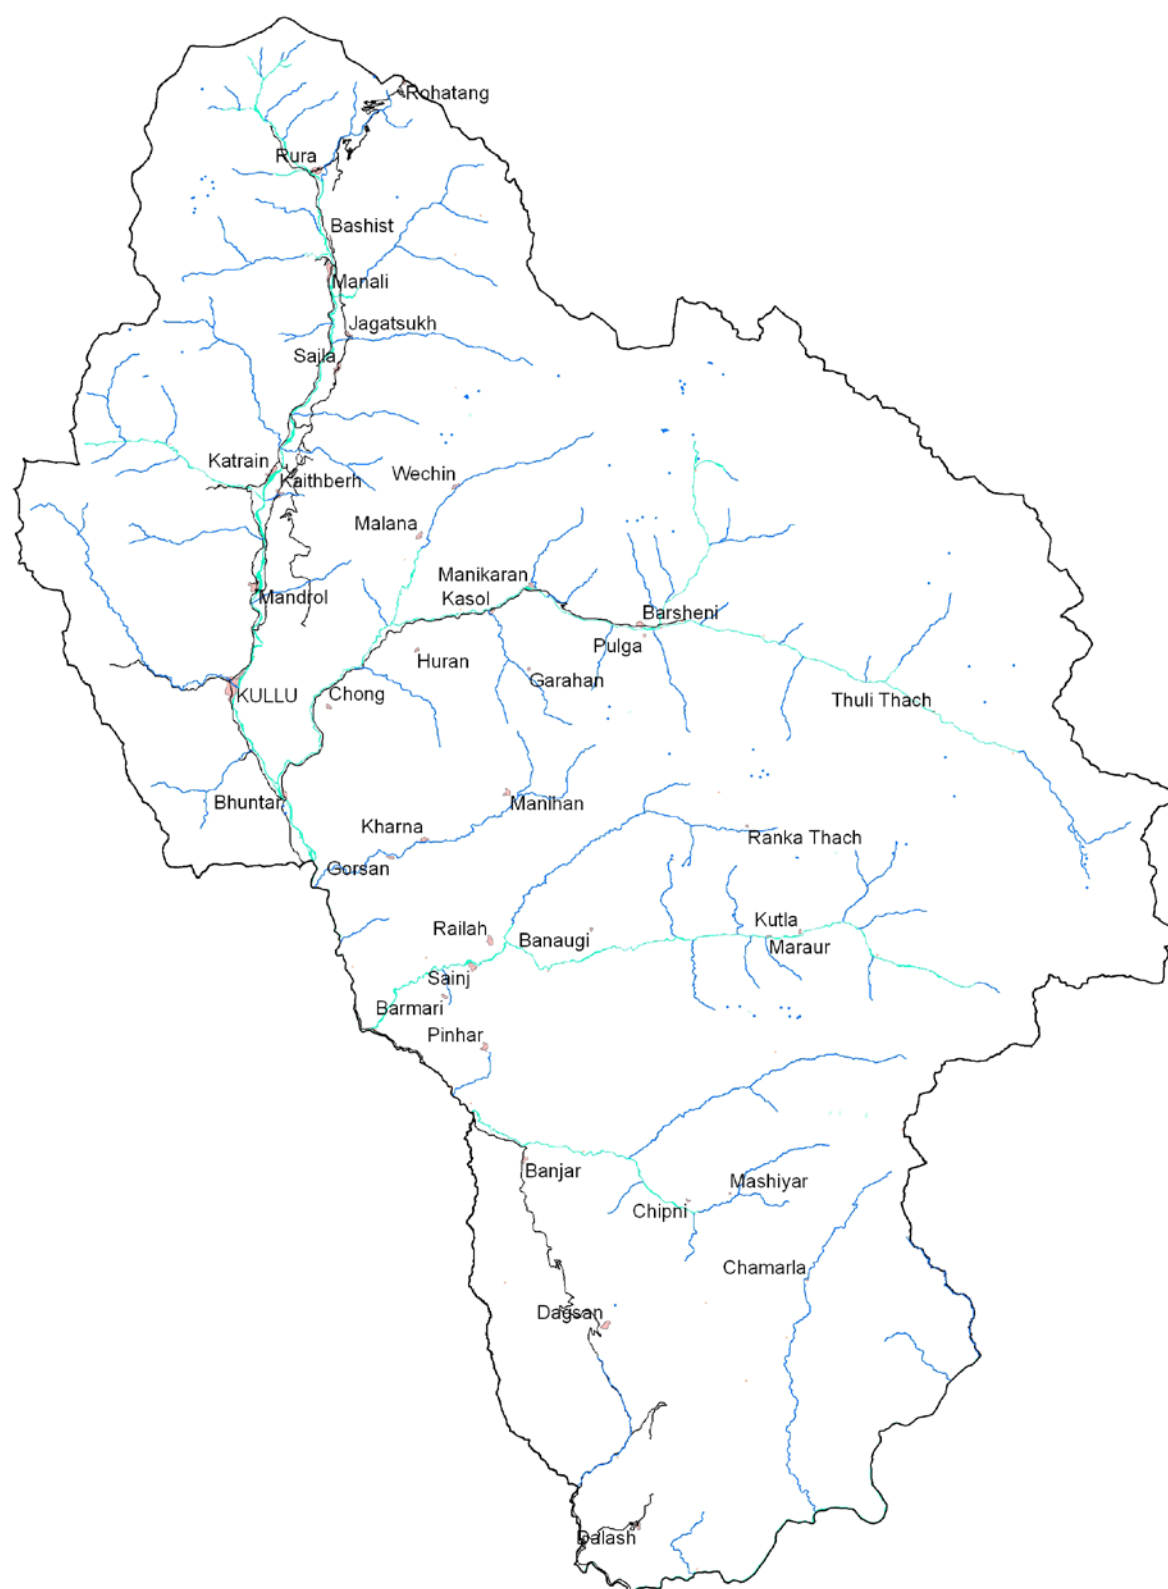 Rohatang
Rura
Bashist
Manali
Jagatsukh
Saila
Katrain
Kaithberh
Wechin
Malana
Manikaran
Kasol
Mandrol
Barsheni
Pulga
Huran
Garahan
KULLU
Chong
Thuli Thach
Bhuntar
Manihan
Kharna
Ranka Thach
Gorsan
Kutla
Railah
Banaugi
Maraur
Sainj
Barmari
Pinhar
Banjar
Mashiyar
Chipni
Chamarla
Dagsan
Dalash